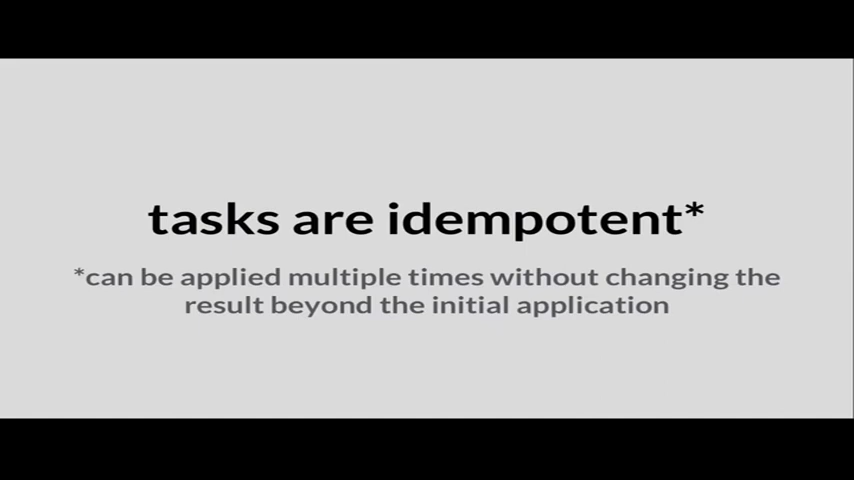 tasks are idempotent*
*can be applied multiple times without changing the
result beyond the initial application